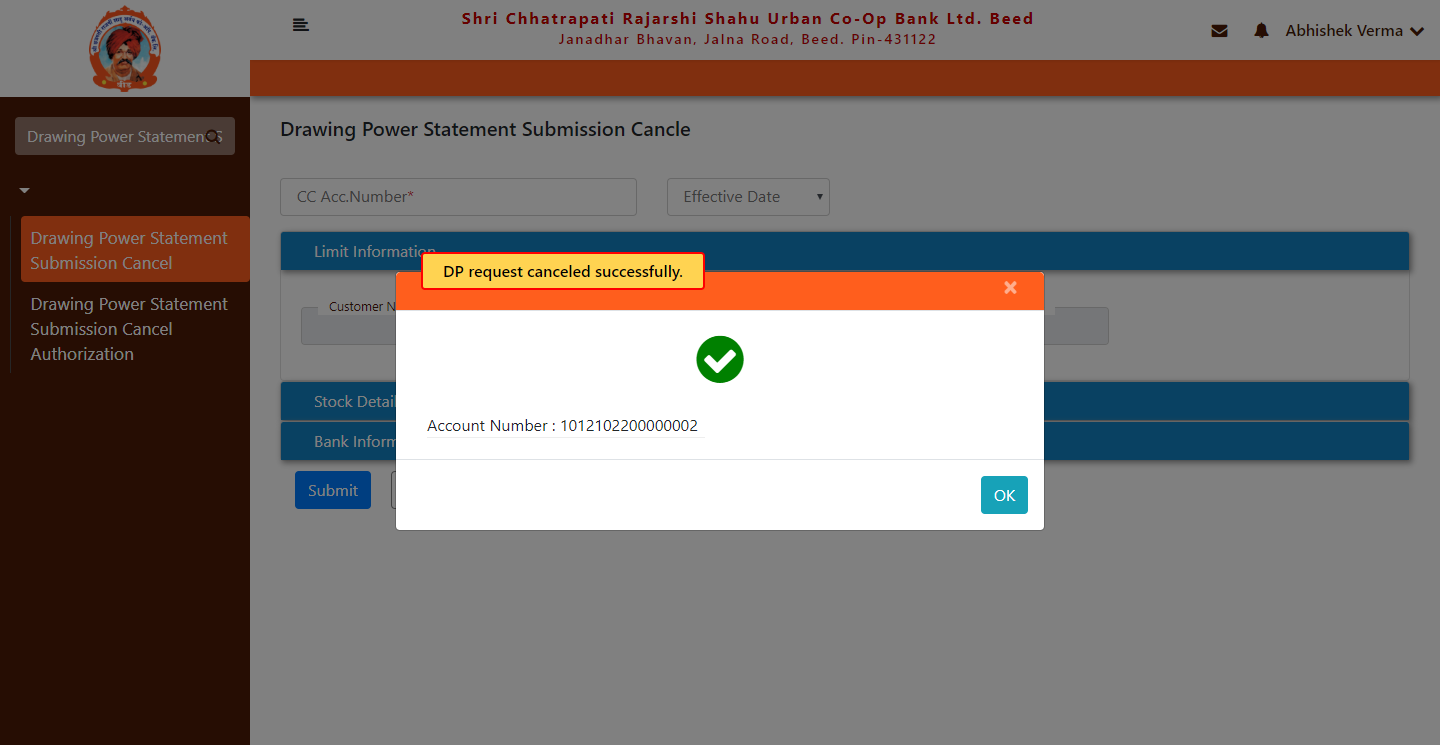 Shri Chhatrapati Rajarshi Shahu Urban Co-Op Bank Ltd. Beed
Janadhar Bhavan, Jalna Road, Beed. Pin-431122
Abhishek Verma
Drawing Power Statement S
Drawing Power Statement
Submission Cancel
Drawing Power Statement
Submission Cancel
Authorization
Drawing Power Statement Submission Cancle
CC Acc.Number*
Effective Date
Limit Information
DP request canceled successfully.
×
Customer N
Account Number : 1012102200000002
Stock Detail
Bank Inform
Submit
OK